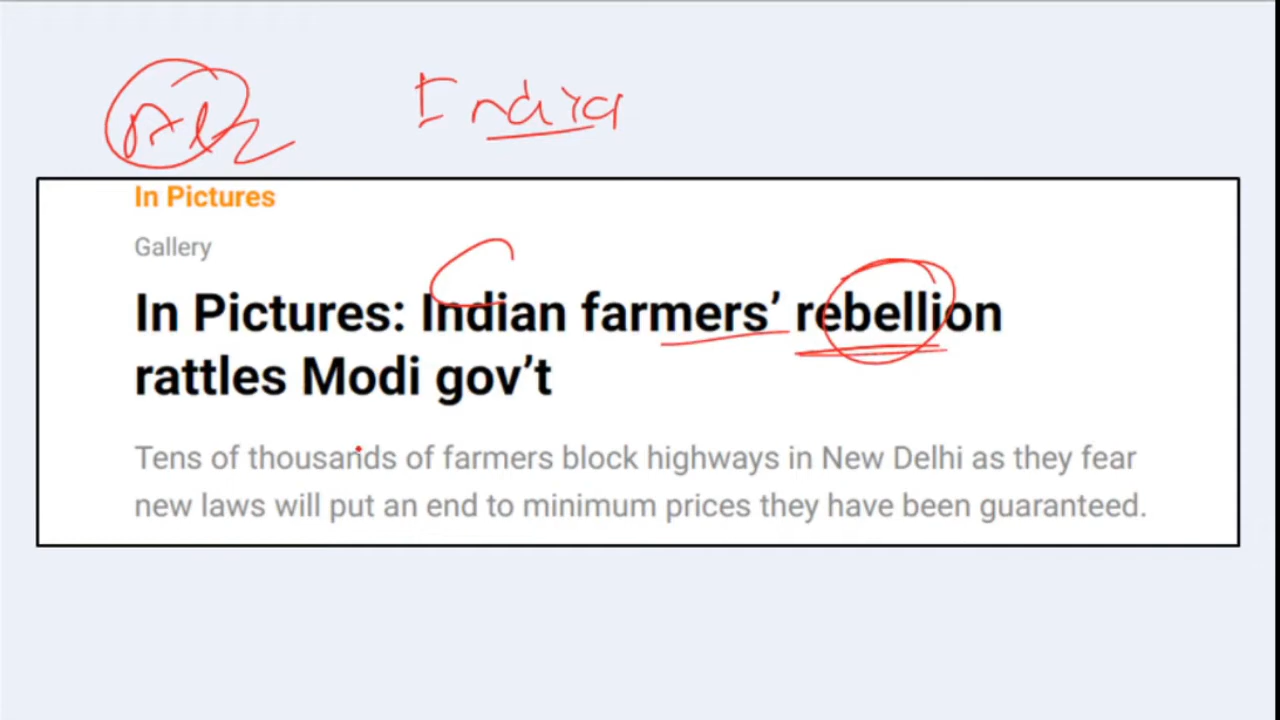 India
In Pictures
Gallery
In Pictures: Indian farmers’ rebellion
rattles Modi gov’t
Tens of thousands of farmers block highways in New Delhi as they fear
new laws will put an end to minimum prices they have been guaranteed.